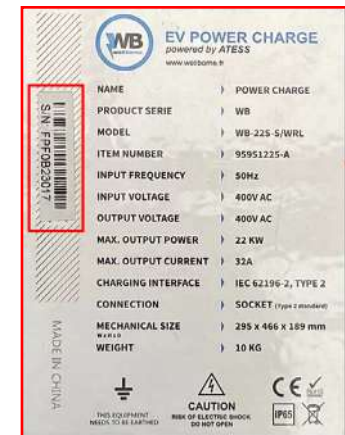 WB
EV POWER CHARGE
powered by ATESS
NAME POWER CHARGE
PRODUCT SERIE WB
MODEL WB-22S-S/WRL
ITEM NUMBER 95951225-A
INPUT FREQUENCY 50Hz
INPUT VOLTAGE 400V AC
OUTPUT VOLTAGE 400V AC
MAX. OUTPUT POWER 22 KW
MAX. OUTPUT CURRENT 32A
CHARGING INTERFACE IEC 62196-2, TYPE 2
CONNECTION SOCKET (Type 2 standard)
MECHANICAL SIZE 295 x 466 x 189 mm
WEIGHT 10 KG
S/N: FPF0B23017
MADE IN CHINA
THIS EQUIPMENT
NEEDS TO BE EARTHED
CAUTION
RISK OF ELECTRIC SHOCK
DO NOT OPEN
CE
IP65